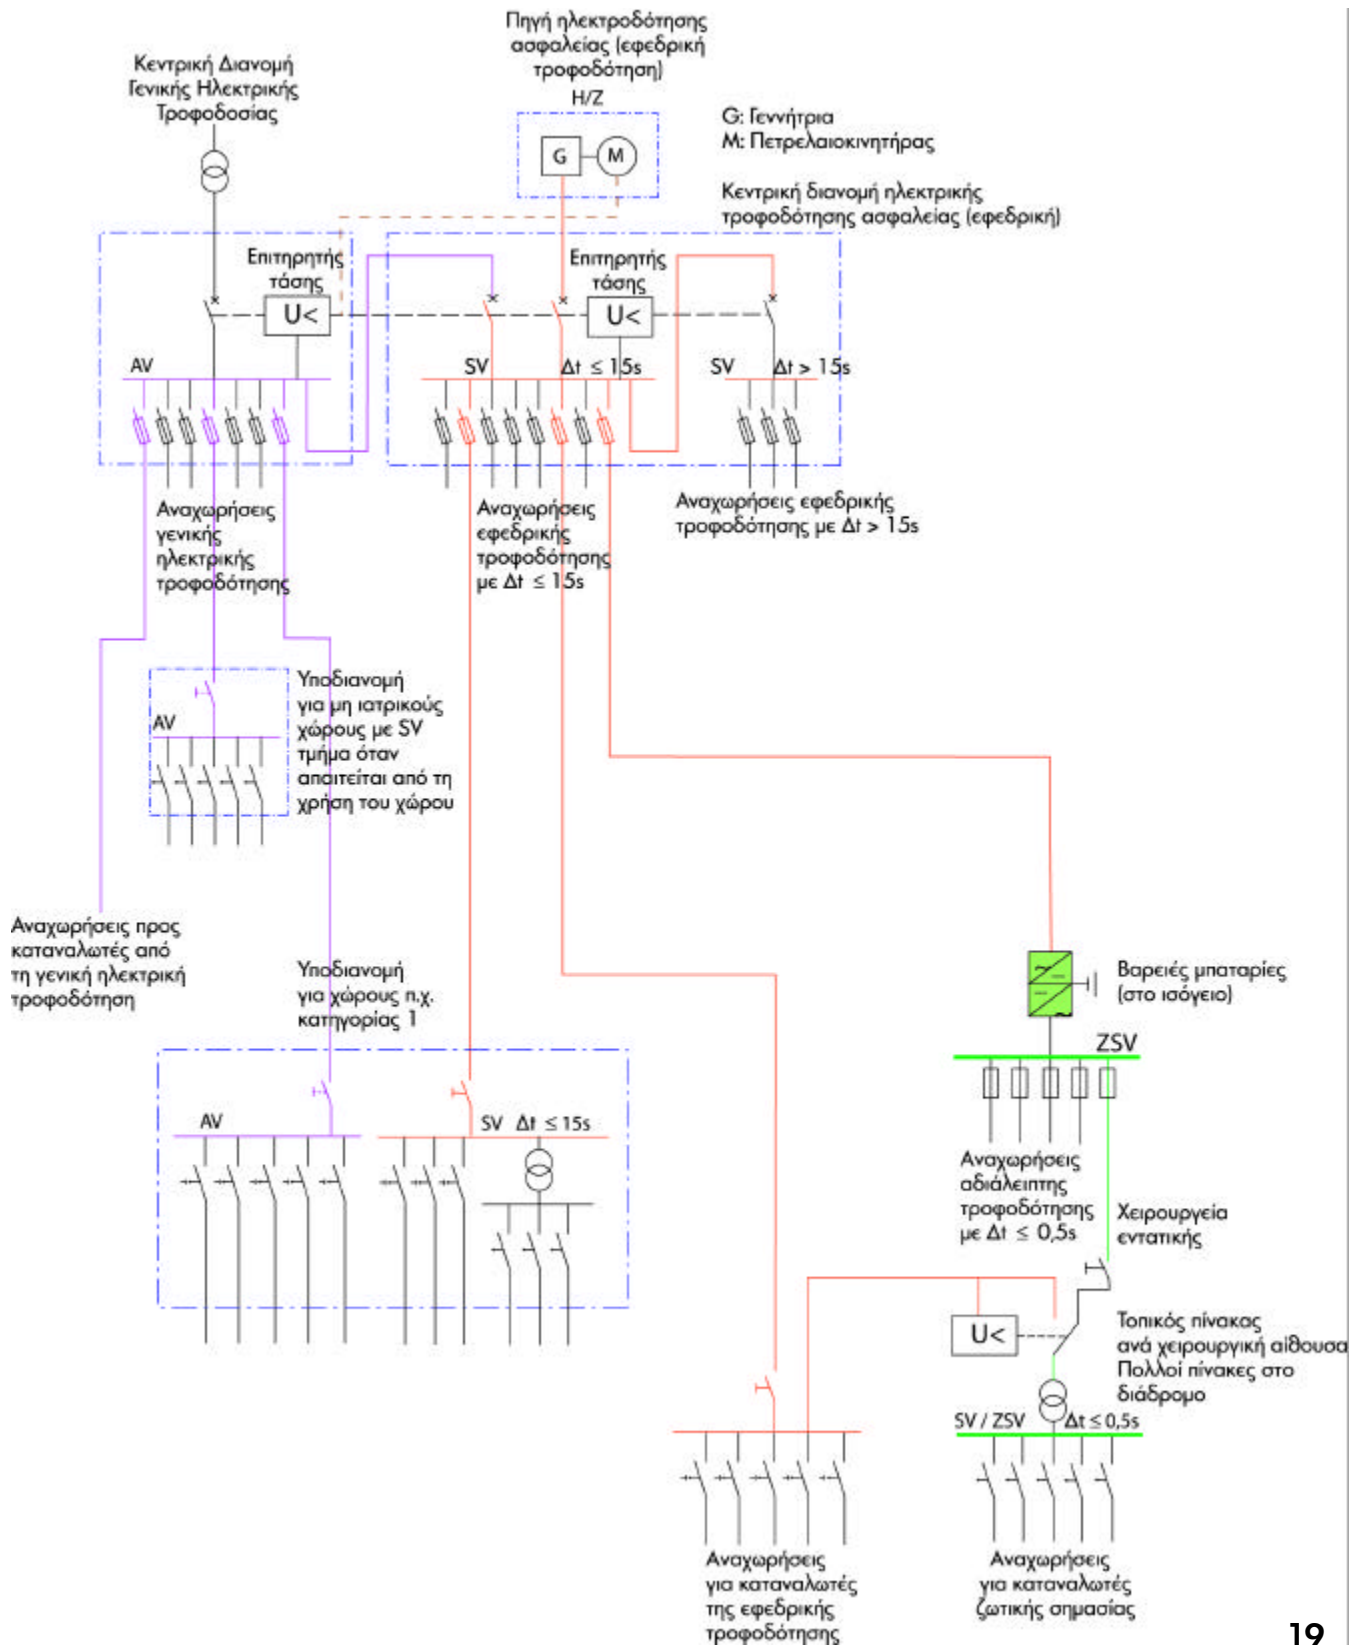 Πηγή ηλεκτροδότησης
ασφαλείας (εφεδρική
τροφοδότηση)
Η/Ζ
Κεντρική Διανομή
Γενικής Ηλεκτρικής
Τροφοδοσίας
G: Γεννήτρια
M: Πετρελαιοκινητήρας
G
M
Κεντρική διανομή ηλεκτρικής
τροφοδότησης ασφαλείας (εφεδρική)
Επιτηρητής
τάσης
U<
Επιτηρητής
τάσης
U<
AV
SV
Δt ≤ 15s
SV
Δt > 15s
Αναχωρήσεις
γενικής
ηλεκτρικής
τροφοδότησης
Αναχωρήσεις
εφεδρικής
τροφοδότησης
με Δt ≤ 15s
Αναχωρήσεις εφεδρικής
τροφοδότησης με Δt > 15s
Υποδιανομή
για μη ιατρικούς
χώρους με SV
τμήμα όταν
απαιτείται από τη
χρήση του χώρου
AV
Αναχωρήσεις προς
καταναλωτές από
τη γενική ηλεκτρική
τροφοδότηση
Υποδιανομή
για χώρους π.χ.
κατηγορίας 1
Βαρειές μπαταρίες
(στο ισόγειο)
ZSV
AV
SV Δt ≤ 15s
Αναχωρήσεις
αδιάλειπτης
τροφοδότησης
με Δt ≤ 0,5s
Χειρουργεία
εντατικής
U<
Τοπικός πίνακας
ανά χειρουργική αίθουσα
Πολλοί πίνακες στο
διάδρομο
SV / ZSV
Δt ≤ 0,5s
Αναχωρήσεις
για καταναλωτές
της εφεδρικής
τροφοδότησης
Αναχωρήσεις
για καταναλωτές
ζωτικής σημασίας
19